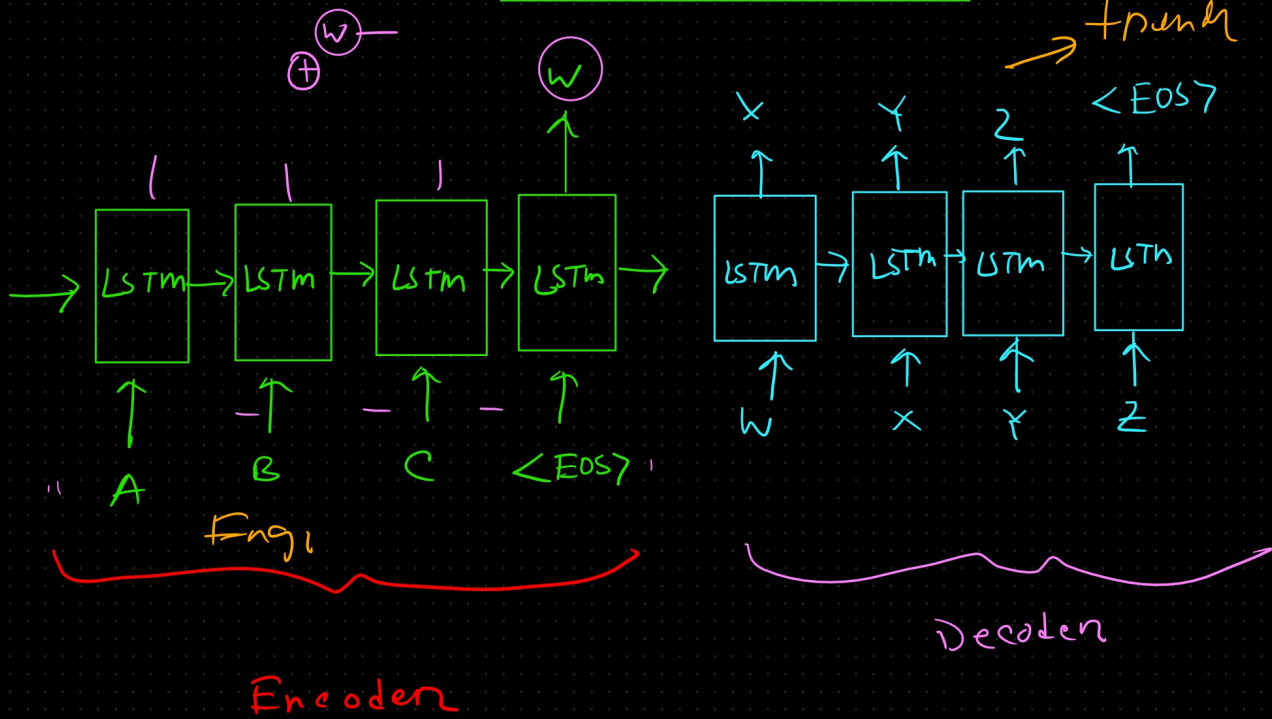 W
+
French
W
X Y Z <EOS>
LSTM LSTM LSTM LSTM LSTM LSTM LSTM LSTM
A B C <EOS> W X Y Z
Engl
Decoder
Encoder